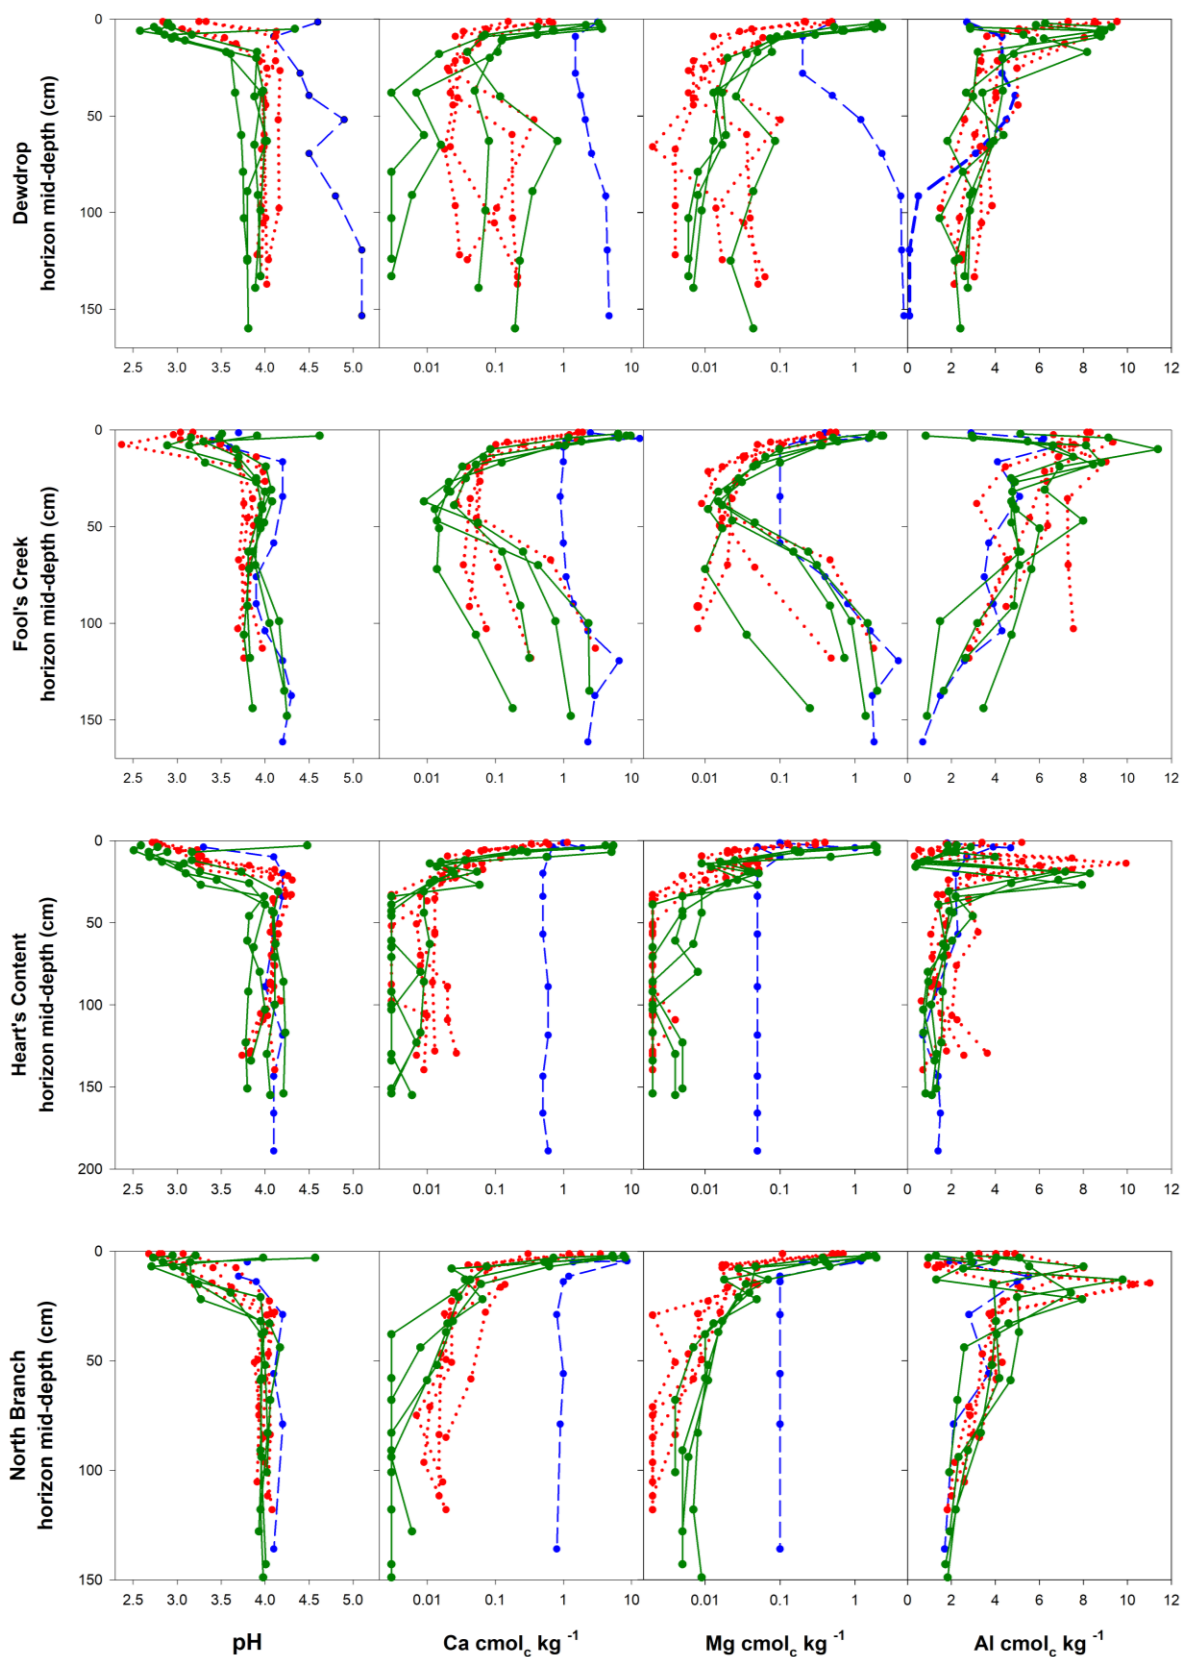 0
50
100
150
Dewdrop
horizon mid-depth (cm)
2.5 3.0 3.5 4.0 4.5 5.0
0.01 0.1 1 10
0.01 0.1 1
0 2 4 6 8 10 12
0
50
100
150
Fool's Creek
horizon mid-depth (cm)
2.5 3.0 3.5 4.0 4.5 5.0
0.01 0.1 1 10
0.01 0.1 1
0 2 4 6 8 10 12
0
50
100
150
200
Heart's Content
horizon mid-depth (cm)
2.5 3.0 3.5 4.0 4.5 5.0
0.01 0.1 1 10
0.01 0.1 1
0 2 4 6 8 10 12
0
50
100
150
North Branch
horizon mid-depth (cm)
2.5 3.0 3.5 4.0 4.5 5.0
0.01 0.1 1 10
0.01 0.1 1
0 2 4 6 8 10 12
pH
Ca cmolc kg -1
Mg cmolc kg -1
Al cmolc kg -1